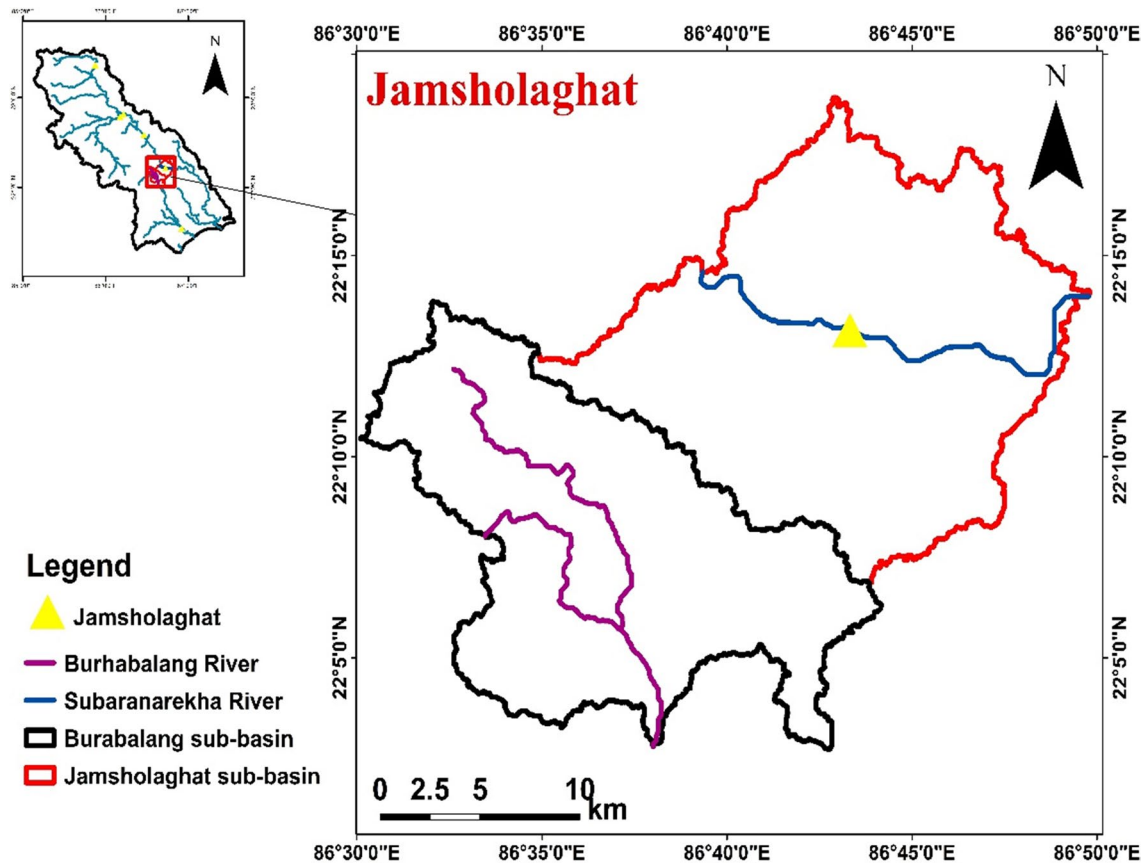 N
86°30'0"E 86°35'0"E 86°40'0"E 86°45'0"E 86°50'0"E
Jamsholaghat
N
22°15'0"N
22°10'0"N
22°5'0"N
22°15'0"N
22°10'0"N
22°5'0"N
Legend
Jamsholaghat
Burhabalang River
Subaranarekha River
Burabalang sub-basin
Jamsholaghat sub-basin
0 2.5 5 10
km
86°30'0"E 86°35'0"E 86°40'0"E 86°45'0"E 86°50'0"E